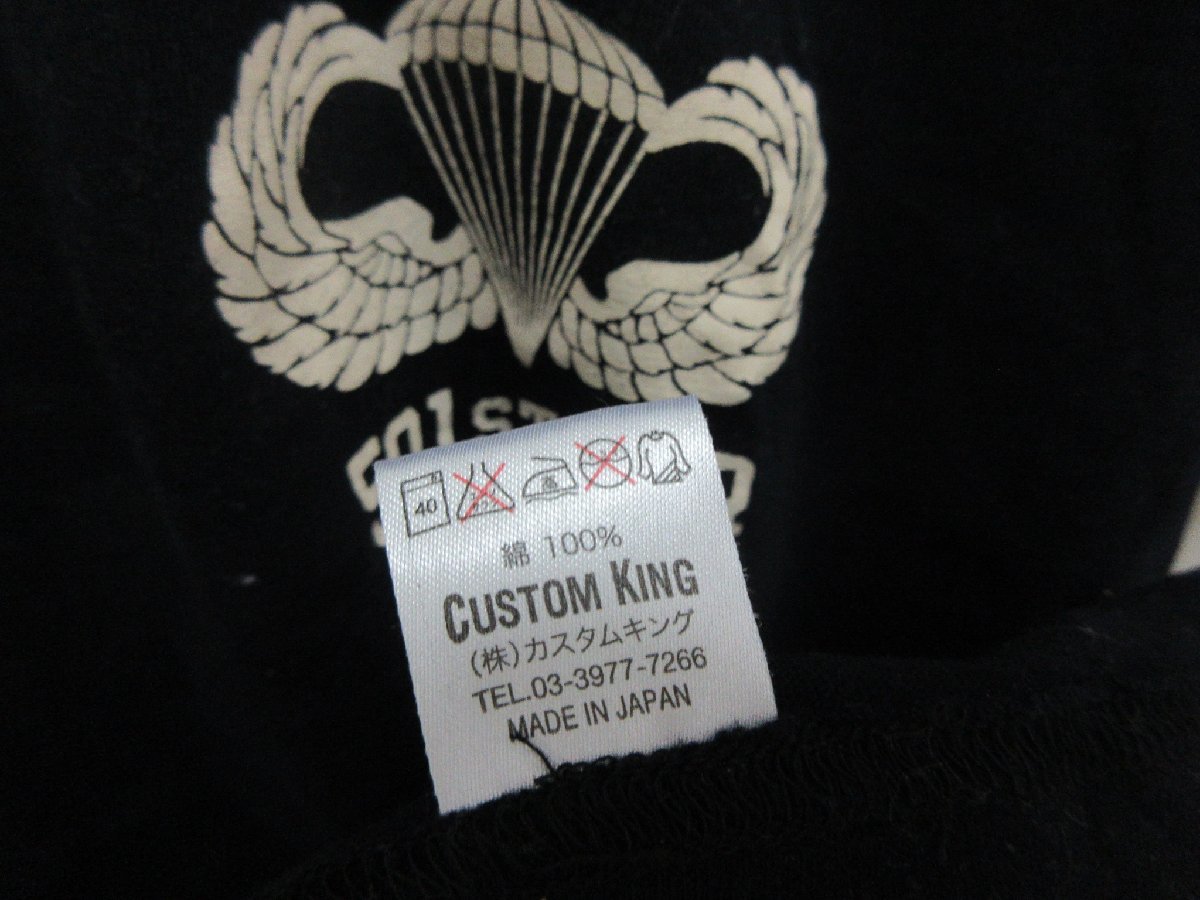 501ST
40
綿 100%
CUSTOM KING
(株)カスタムキング
TEL.03-3977-7266
MADE IN JAPAN